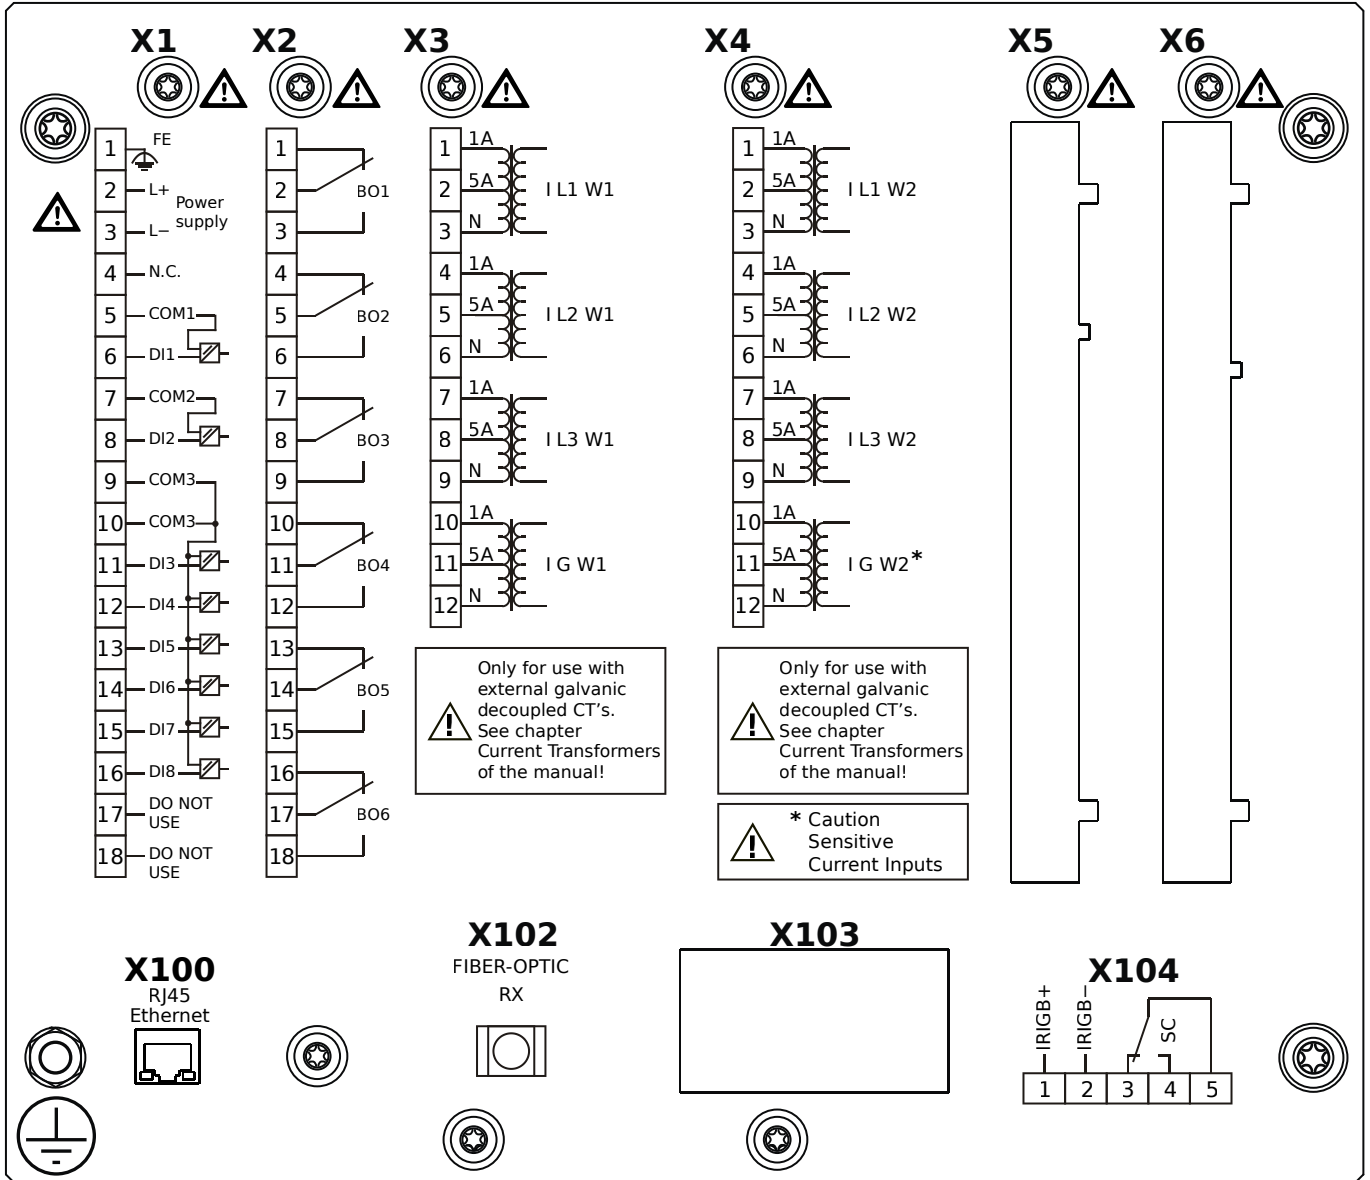 X1 X2 X3 X4 X5 X6
1 FE
2 L+
Power
supply
3 L−
4 N.C.
5 COM1
6 DI1
7 COM2
8 DI2
9 COM3
10 COM3
11 DI3
12 DI4
13 DI5
14 DI6
15 DI7
16 DI8
17 DO NOT
USE
18 DO NOT
USE
1
2 BO1
3
4
5 BO2
6
7
8 BO3
9
10
11 BO4
12
13
14 BO5
15
16
17 BO6
18
1 1A
2 5A I L1 W1
3 N
4 1A
5 5A I L2 W1
6 N
7 1A
8 5A I L3 W1
9 N
10 1A
11 5A I G W1
12 N
Only for use with
external galvanic
decoupled CT's.
See chapter
Current Transformers
of the manual!
1 1A
2 5A I L1 W2
3 N
4 1A
5 5A I L2 W2
6 N
7 1A
8 5A I L3 W2
9 N
10 1A
11 5A I G W2*
12 N
Only for use with
external galvanic
decoupled CT's.
See chapter
Current Transformers
of the manual!
* Caution
Sensitive
Current Inputs
X100
RJ45
Ethernet
X102
FIBER-OPTIC
RX
X103
X104
IRIGB+
IRIGB−
SC
1 2 3 4 5